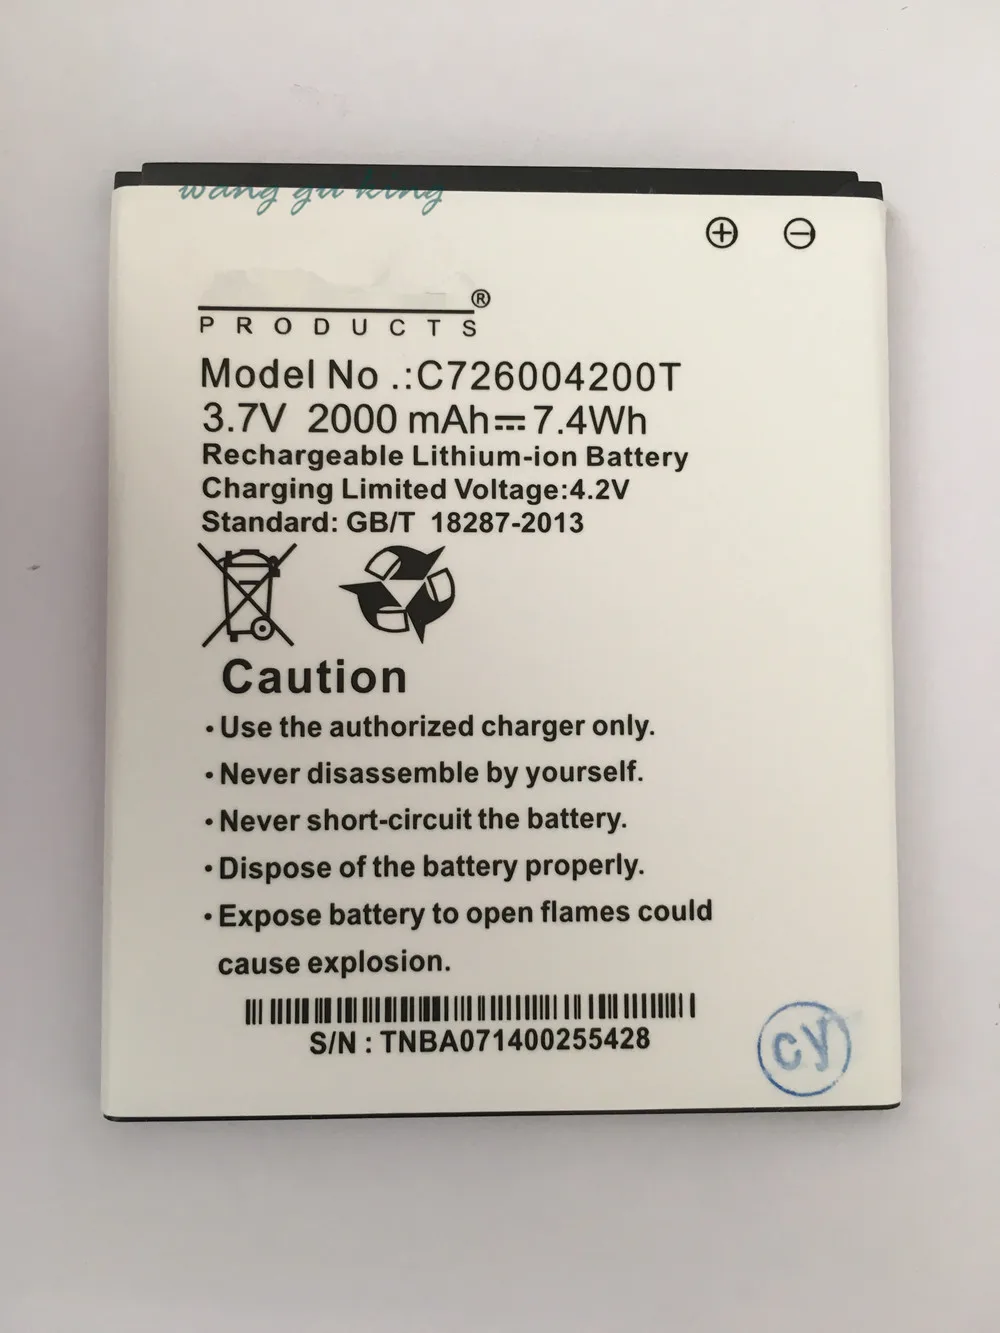 wang gu king
⊕ ⊖
®
PRODUCTS
Model No .:C726004200T
3.7V 2000 mAh⎓7.4Wh
Rechargeable Lithium-ion Battery
Charging Limited Voltage:4.2V
Standard: GB/T 18287-2013
Caution
·Use the authorized charger only.
·Never disassemble by yourself.
·Never short-circuit the battery.
·Dispose of the battery properly.
·Expose battery to open flames could
cause explosion.
S/N : TNBA071400255428
CY